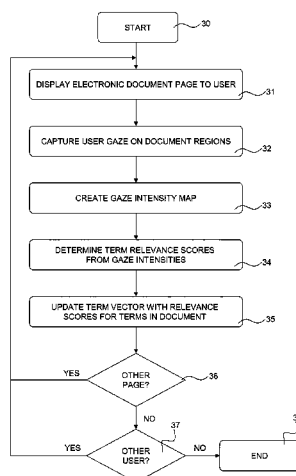 START
30
DISPLAY ELECTRONIC DOCUMENT PAGE TO USER
31
CAPTURE USER GAZE ON DOCUMENT REGIONS
32
CREATE GAZE INTENSITY MAP
33
DETERMINE TERM RELEVANCE SCORES
FROM GAZE INTENSITIES
34
UPDATE TERM VECTOR WITH RELEVANCE
SCORES FOR TERMS IN DOCUMENT
35
YES
OTHER
PAGE?
36
NO
37
YES
OTHER
USER?
NO
END